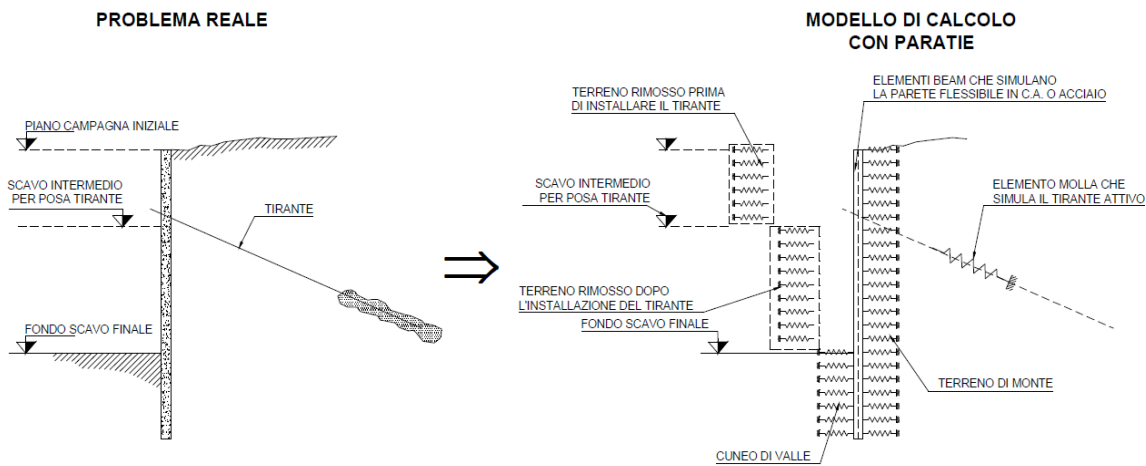 PROBLEMA REALE
PIANO CAMPAGNA INIZIALE
SCAVO INTERMEDIO
PER POSA TIRANTE
TIRANTE
FONDO SCAVO FINALE
MODELLO DI CALCOLO
CON PARATIE
TERRENO RIMOSSO PRIMA
DI INSTALLARE IL TIRANTE
ELEMENTI BEAM CHE SIMULANO
LA PARETE FLESSIBILE IN C.A. O ACCIAIO
SCAVO INTERMEDIO
PER POSA TIRANTE
ELEMENTO MOLLA CHE
SIMULA IL TIRANTE ATTIVO
TERRENO RIMOSSO DOPO
L'INSTALLAZIONE DEL TIRANTE
FONDO SCAVO FINALE
TERRENO DI MONTE
CUNEO DI VALLE